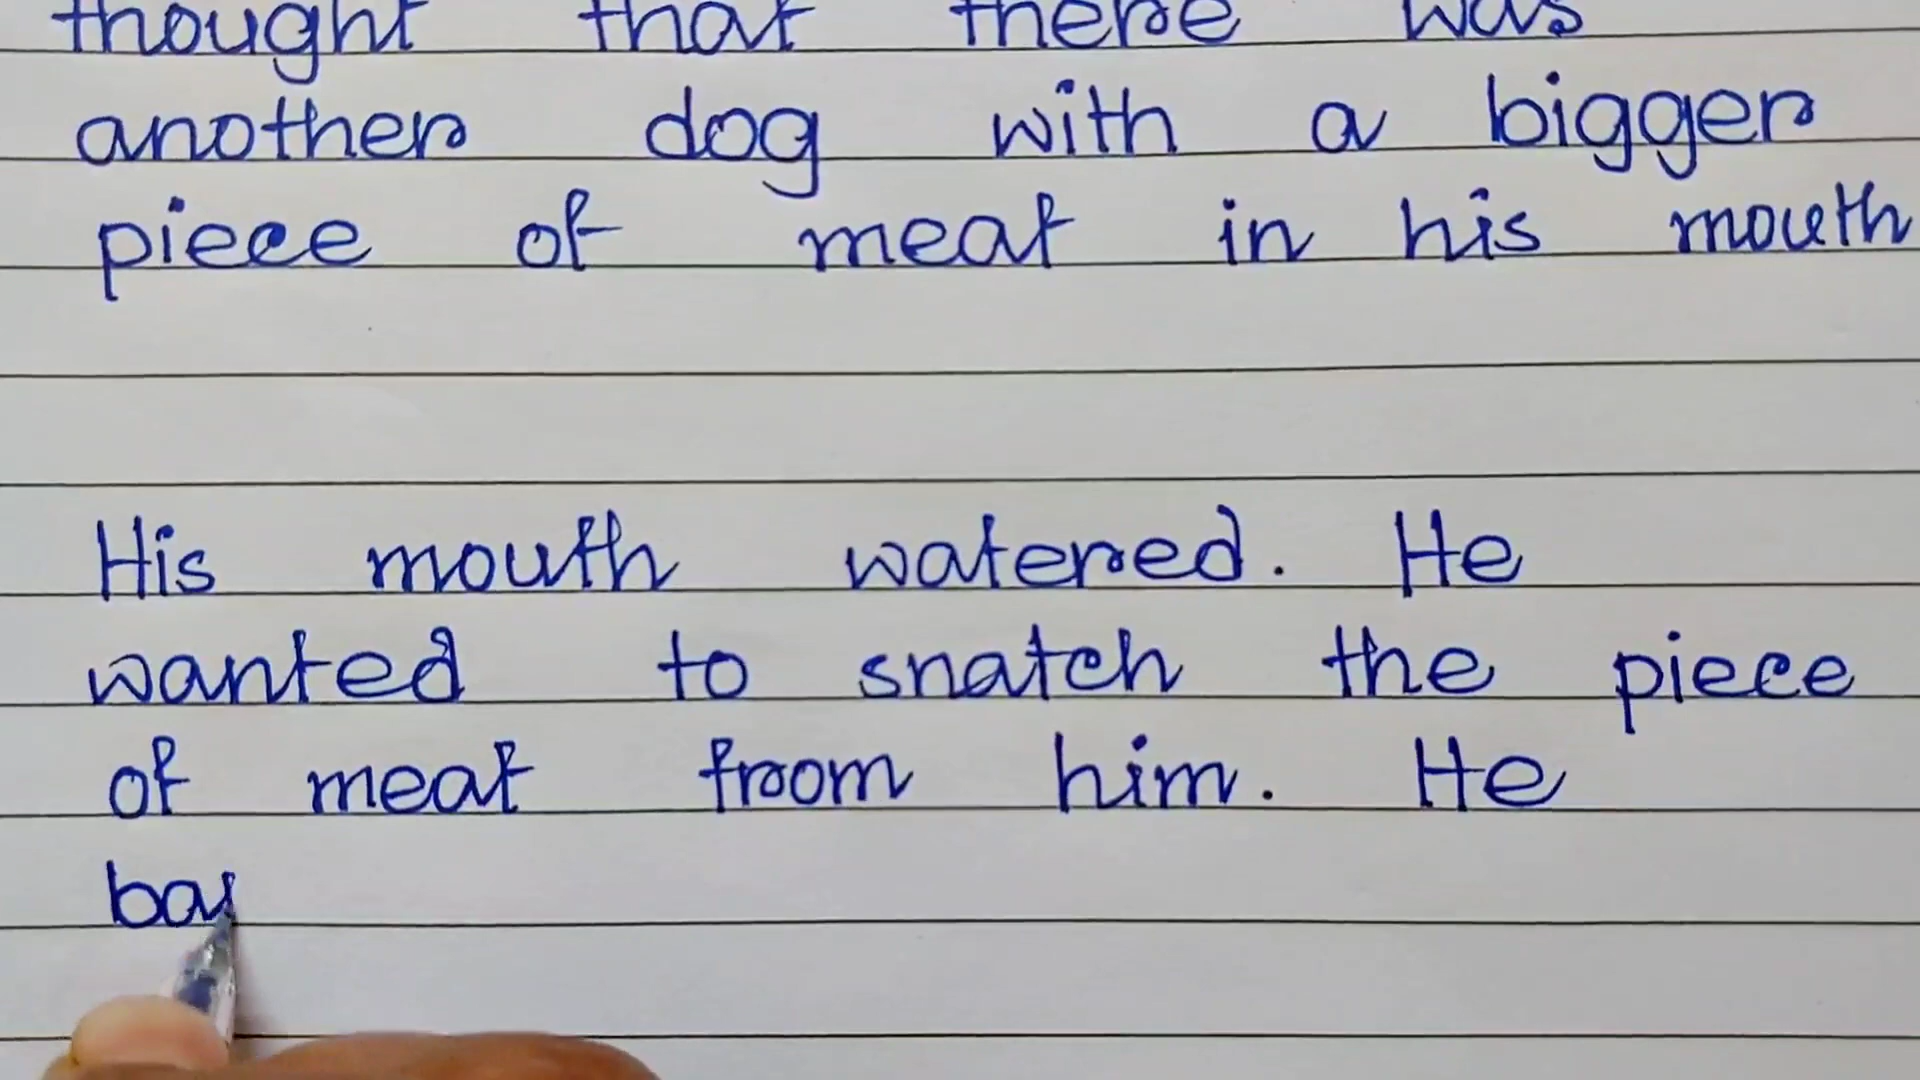 thought that there was
another dog with a bigger
piece of meat in his mouth
His mouth watered. He
wanted to snatch the piece
of meat from him. He
ba